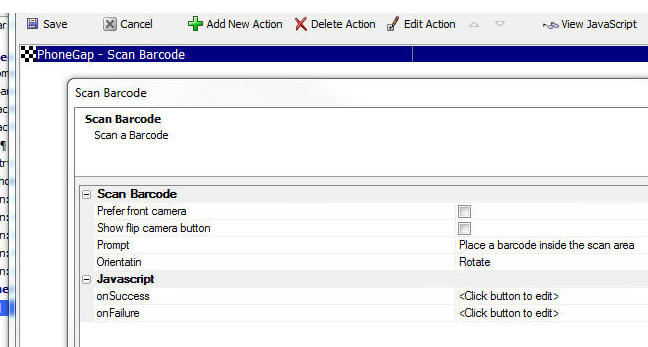 Save Cancel Add New Action Delete Action Edit Action View JavaScript
PhoneGap - Scan Barcode
Scan Barcode
Scan Barcode
Scan a Barcode
Scan Barcode
Prefer front camera
Show flip camera button
Prompt Place a barcode inside the scan area
Orientatin Rotate
Javascript
onSuccess <Click button to edit>
onFailure <Click button to edit>